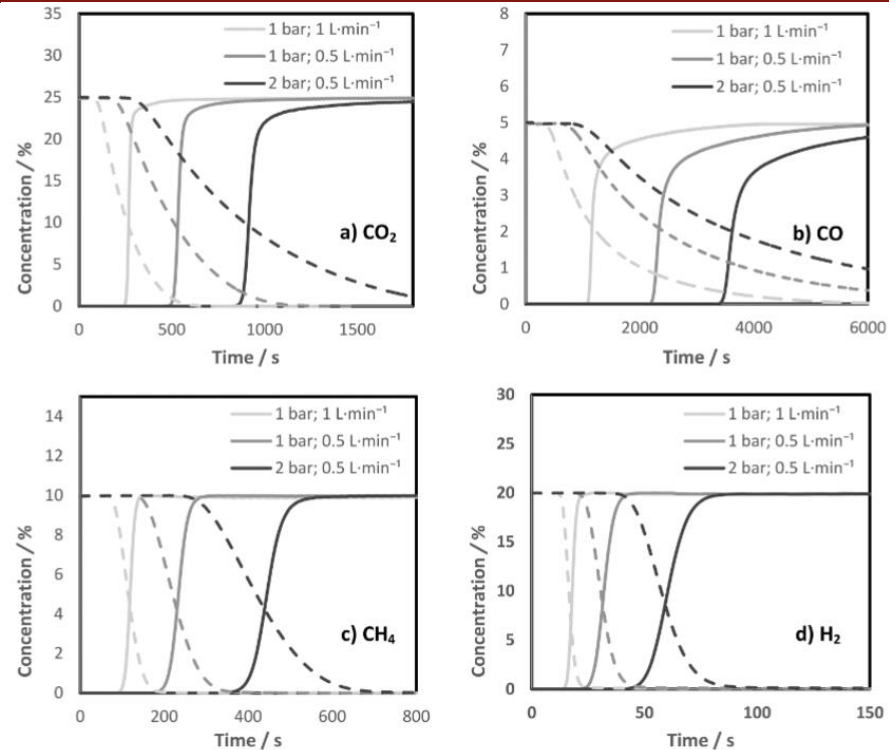 35
30
25
20
15
10
5
0
Concentration / %
1 bar; 1 L·min⁻¹
1 bar; 0.5 L·min⁻¹
2 bar; 0.5 L·min⁻¹
a) CO₂
0 500 1000 1500
Time / s
8
7
6
5
4
3
2
1
0
Concentration / %
1 bar; 1 L·min⁻¹
1 bar; 0.5 L·min⁻¹
2 bar; 0.5 L·min⁻¹
b) CO
0 2000 4000 6000
Time / s
14
12
10
8
6
4
2
0
Concentration / %
1 bar; 1 L·min⁻¹
1 bar; 0.5 L·min⁻¹
2 bar; 0.5 L·min⁻¹
c) CH₄
0 200 400 600 800
Time / s
30
25
20
15
10
5
0
Concentration / %
1 bar; 1 L·min⁻¹
1 bar; 0.5 L·min⁻¹
2 bar; 0.5 L·min⁻¹
d) H₂
0 50 100 150
Time / s